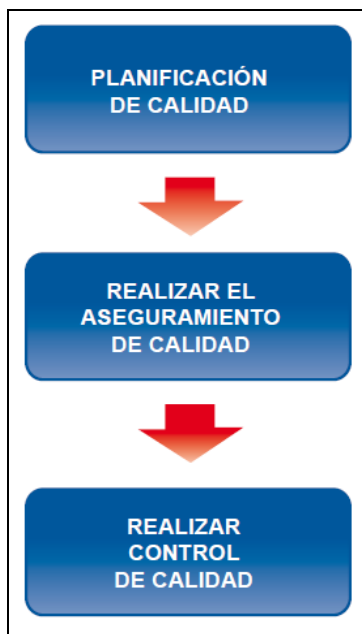 PLANIFICACIÓN
DE CALIDAD
REALIZAR EL
ASEGURAMIENTO
DE CALIDAD
REALIZAR
CONTROL
DE CALIDAD